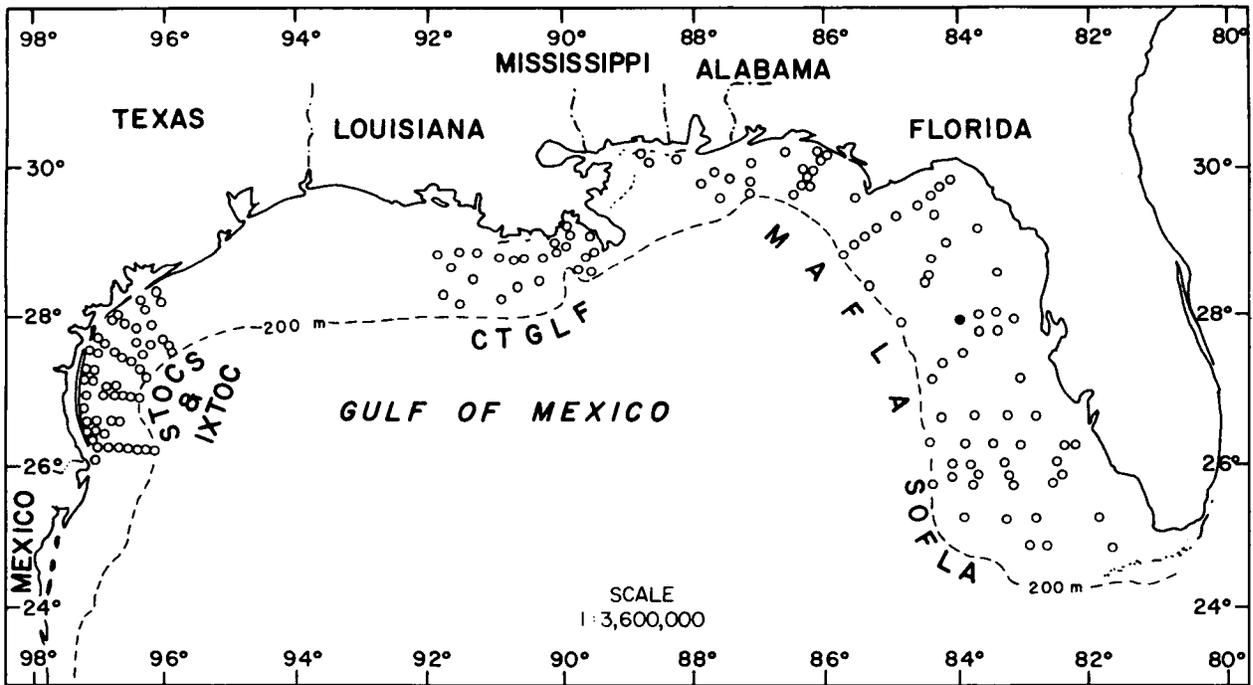 98° 96° 94° 92° 90° 88° 86° 84° 82° 80°
MISSISSIPPI
ALABAMA
TEXAS
LOUISIANA
FLORIDA
30°
30°
28°
28°
200 m
CTGLF
MAFLA
STOCS
&
IXTOC
GULF OF MEXICO
26°
26°
SOFLA
MEXICO
200 m
24°
24°
SCALE
1:3,600,000
98° 96° 94° 92° 90° 88° 86° 84° 82° 80°